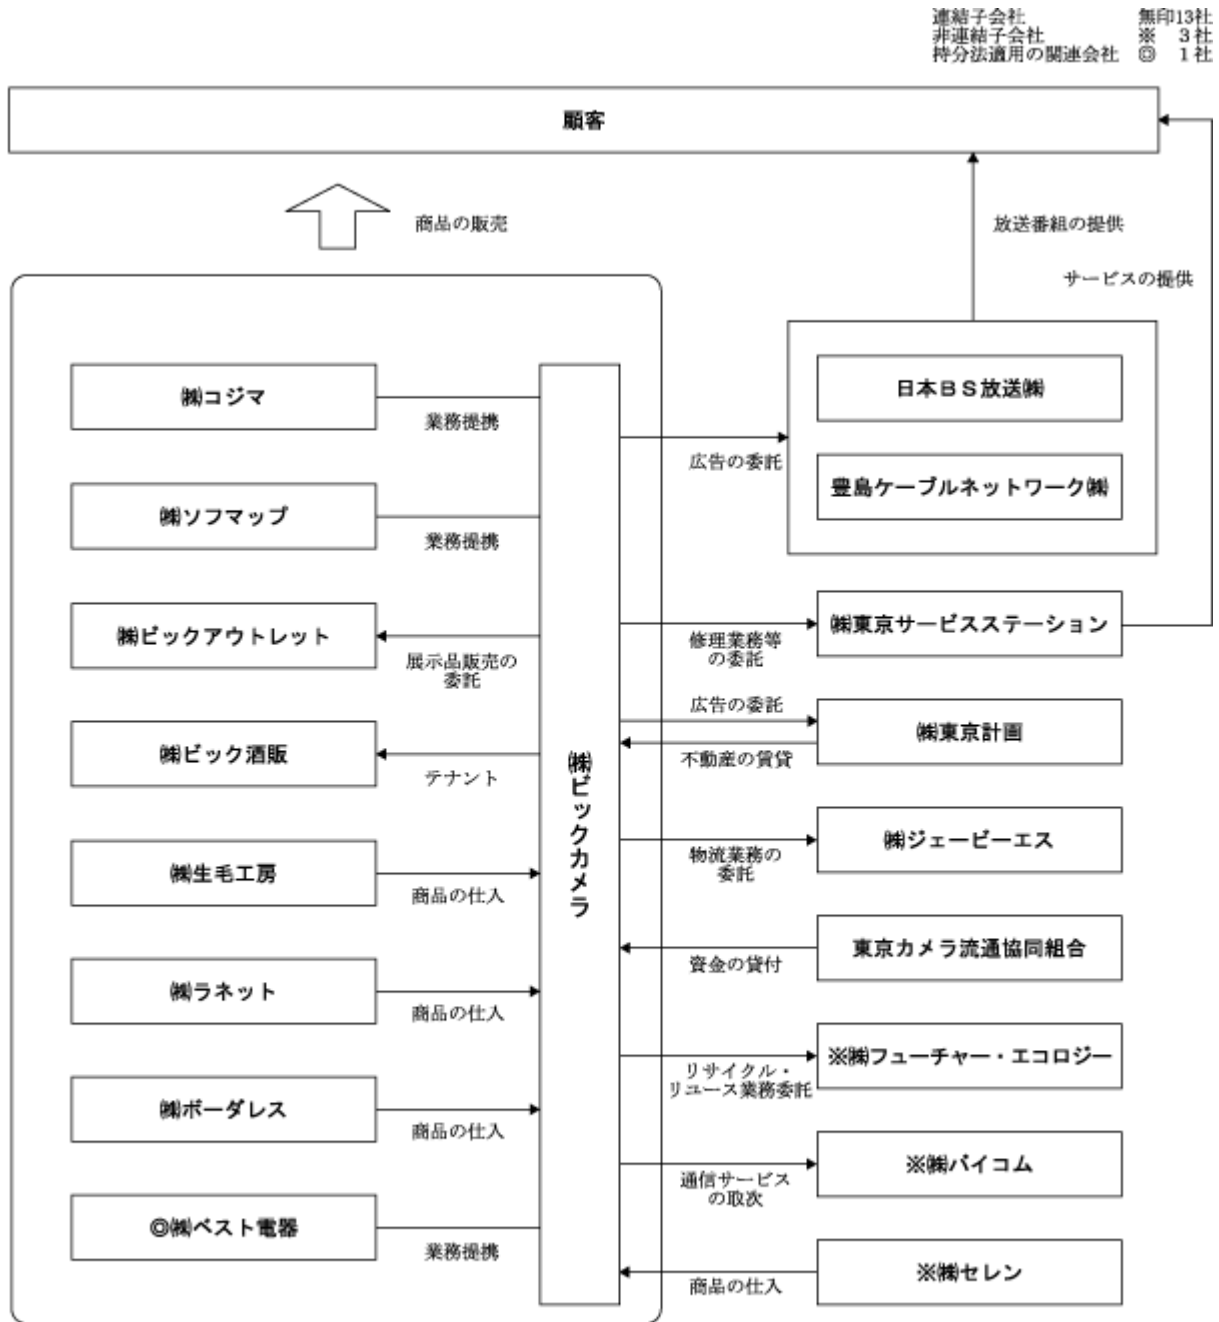 連結子会社　無印13社
非連結子会社　※　3社
持分法適用の関連会社　◎　1社
顧客
商品の販売
放送番組の提供
サービスの提供
㈱コジマ
業務提携
㈱ソフマップ
業務提携
㈱ビックアウトレット
展示品販売の
委託
㈱ビック酒販
テナント
㈱生毛工房
商品の仕入
㈱ラネット
商品の仕入
㈱ボーダレス
商品の仕入
◎㈱ベスト電器
業務提携
㈱ビックカメラ
広告の委託
日本BS放送㈱
豊島ケーブルネットワーク㈱
修理業務等
の委託
㈱東京サービスステーション
広告の委託
不動産の賃貸
㈱東京計画
物流業務の
委託
㈱ジェービーエス
資金の貸付
東京カメラ流通協同組合
リサイクル・
リユース業務委託
※㈱フューチャー・エコロジー
通信サービス
の取次
※㈱バイコム
商品の仕入
※㈱セレン